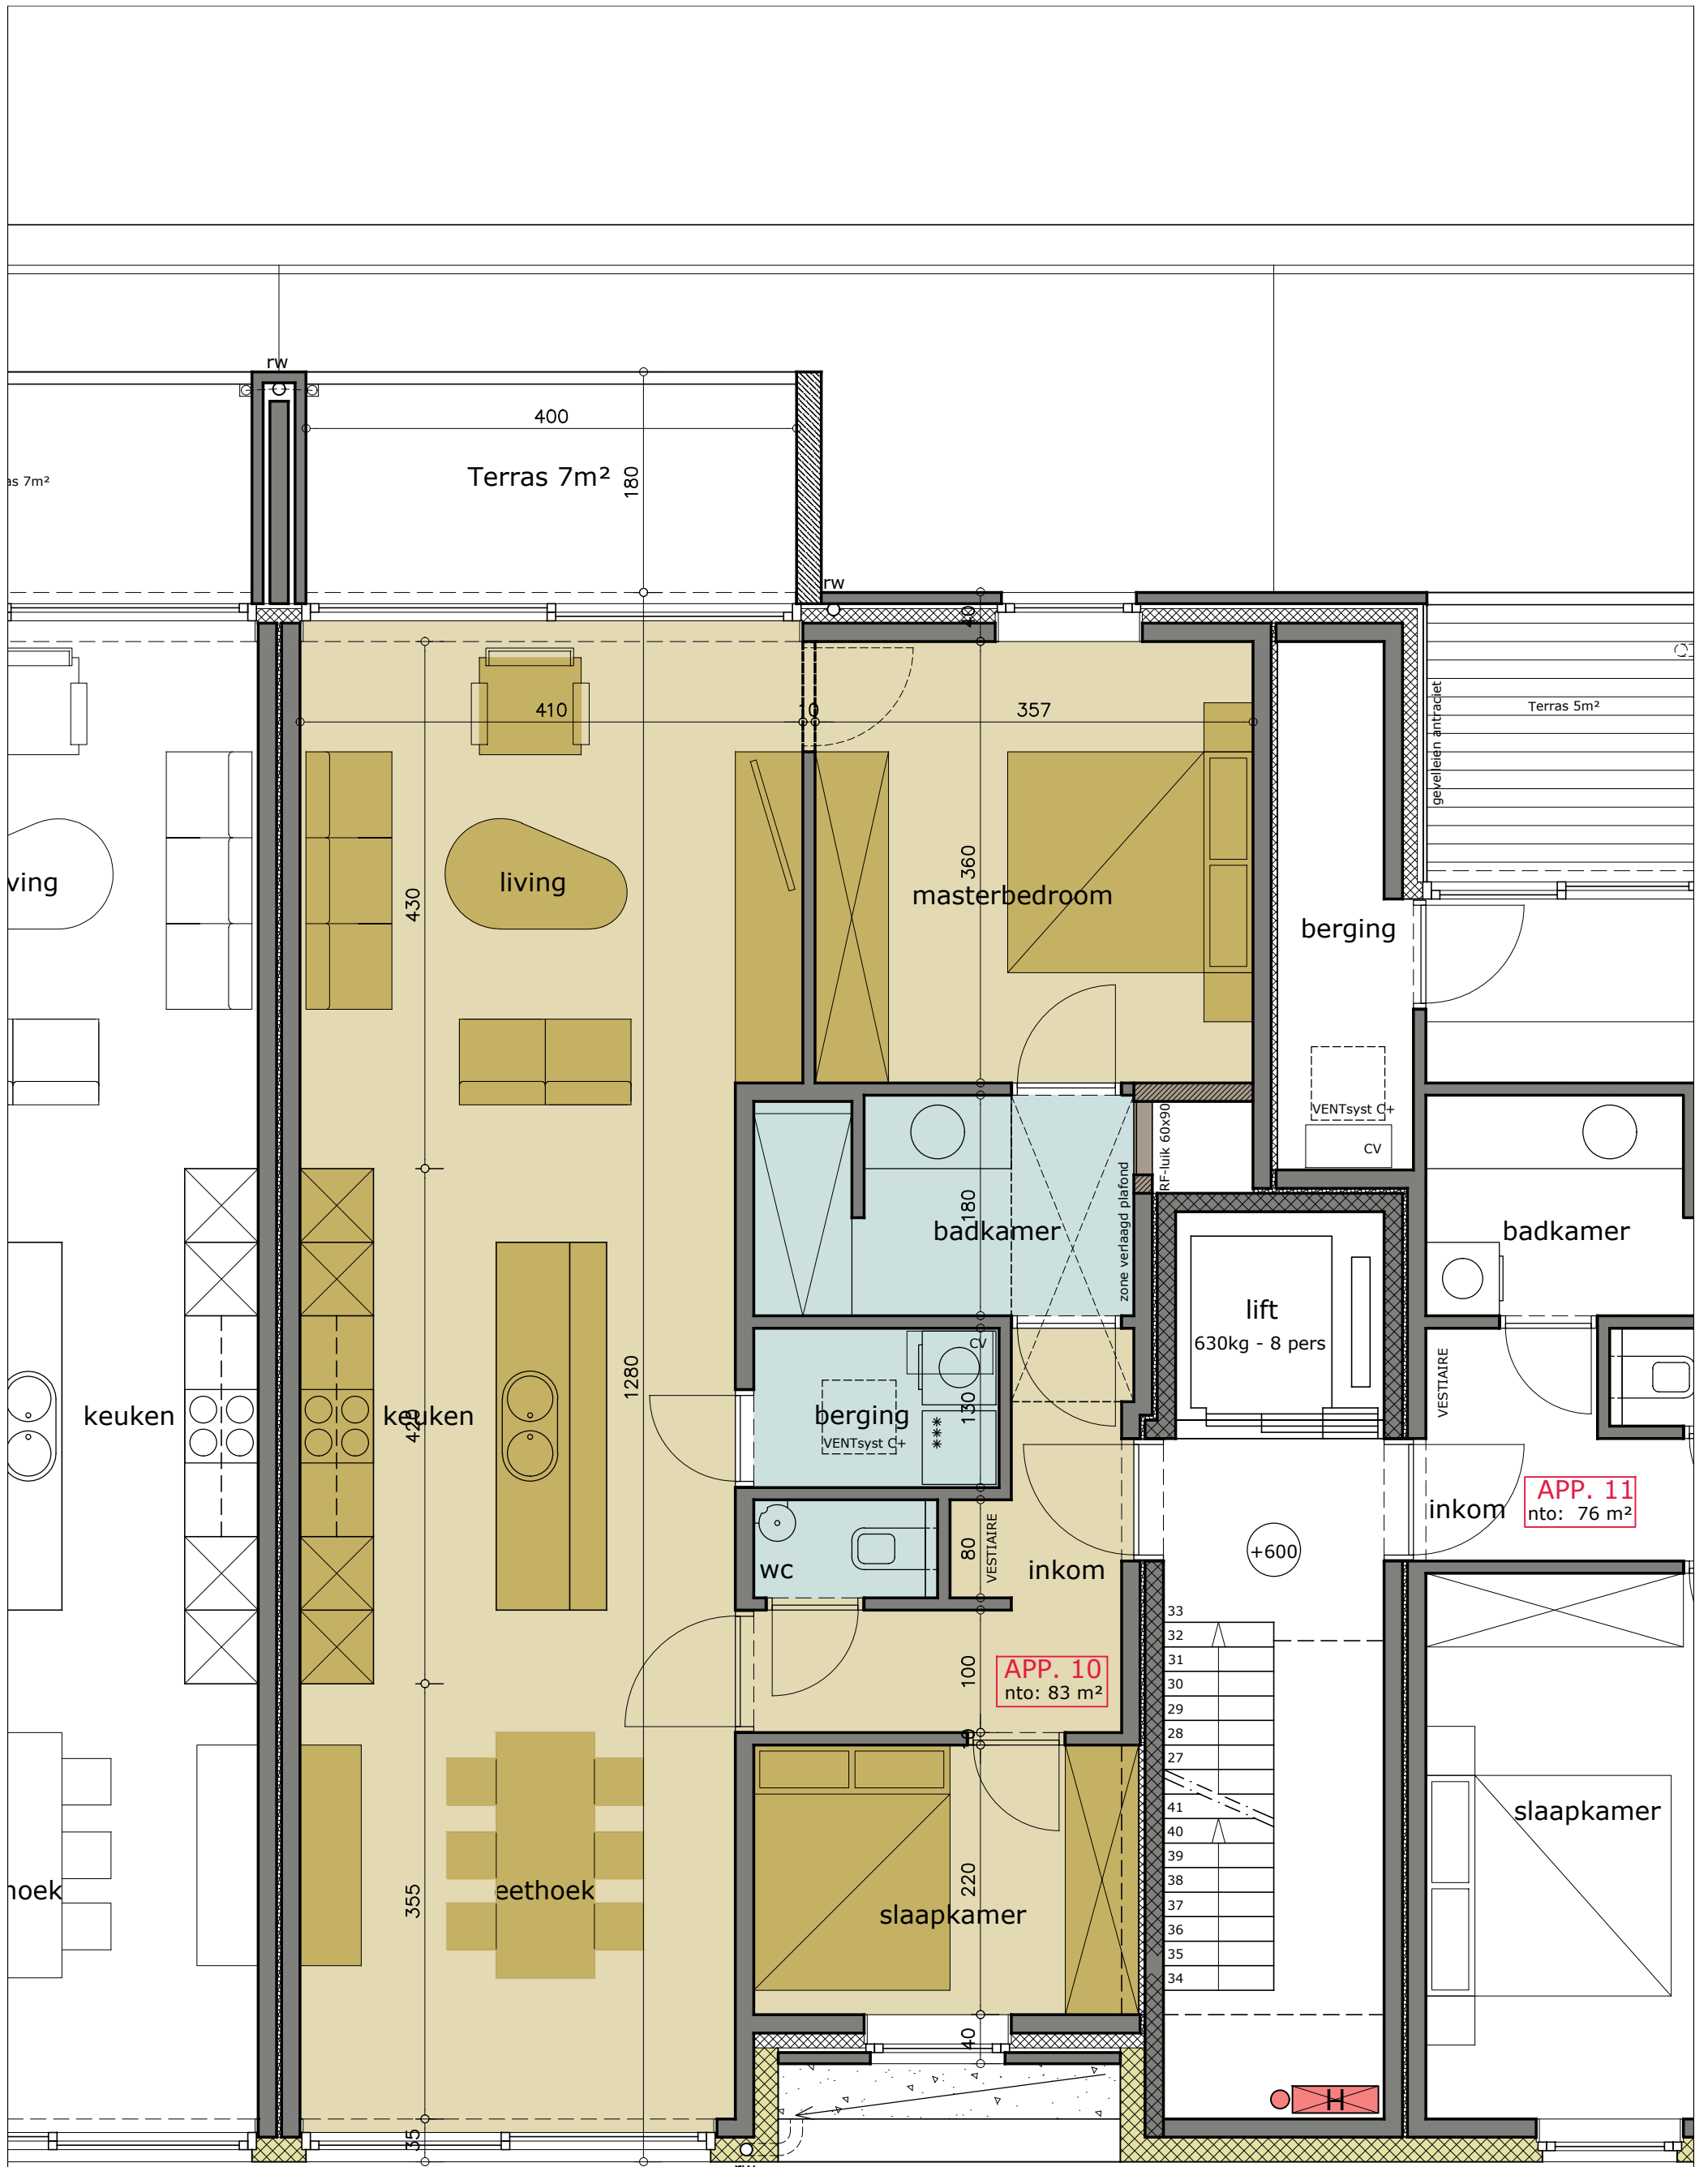 rw
400
Terras 7m²
180
as 7m²
rw
40
410
10
357
gevelleien antraciet
Terras 5m²
ving
living
430
360
masterbedroom
berging
VENTsyst C+
CV
RF-luik 60x90
zone verlaagd plafond
180
badkamer
badkamer
lift
630kg - 8 pers
CV
keuken
420
keuken
1280
berging
VENTsyst C+
***
130
VESTIAIRE
APP. 11
nto: 76 m²
inkom
+600
wc
80
VESTIAIRE
inkom
33
32
31
30
29
28
27
41
40
39
38
37
36
35
34
100
APP. 10
nto: 83 m²
10
hoek
355
eethoek
220
slaapkamer
slaapkamer
40
35
H
rw